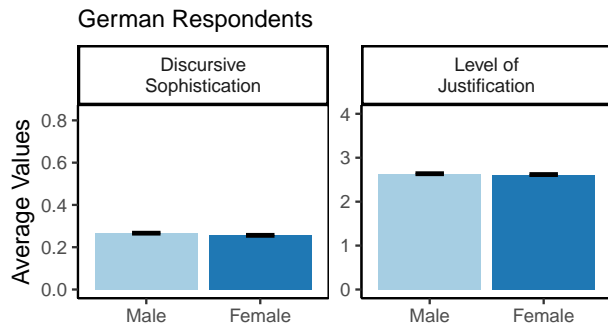 German Respondents
Discursive
Sophistication
Level of
Justification
Average Values
0.8
0.6
0.4
0.2
0.0
4
3
2
1
0
Male
Female
Male
Female